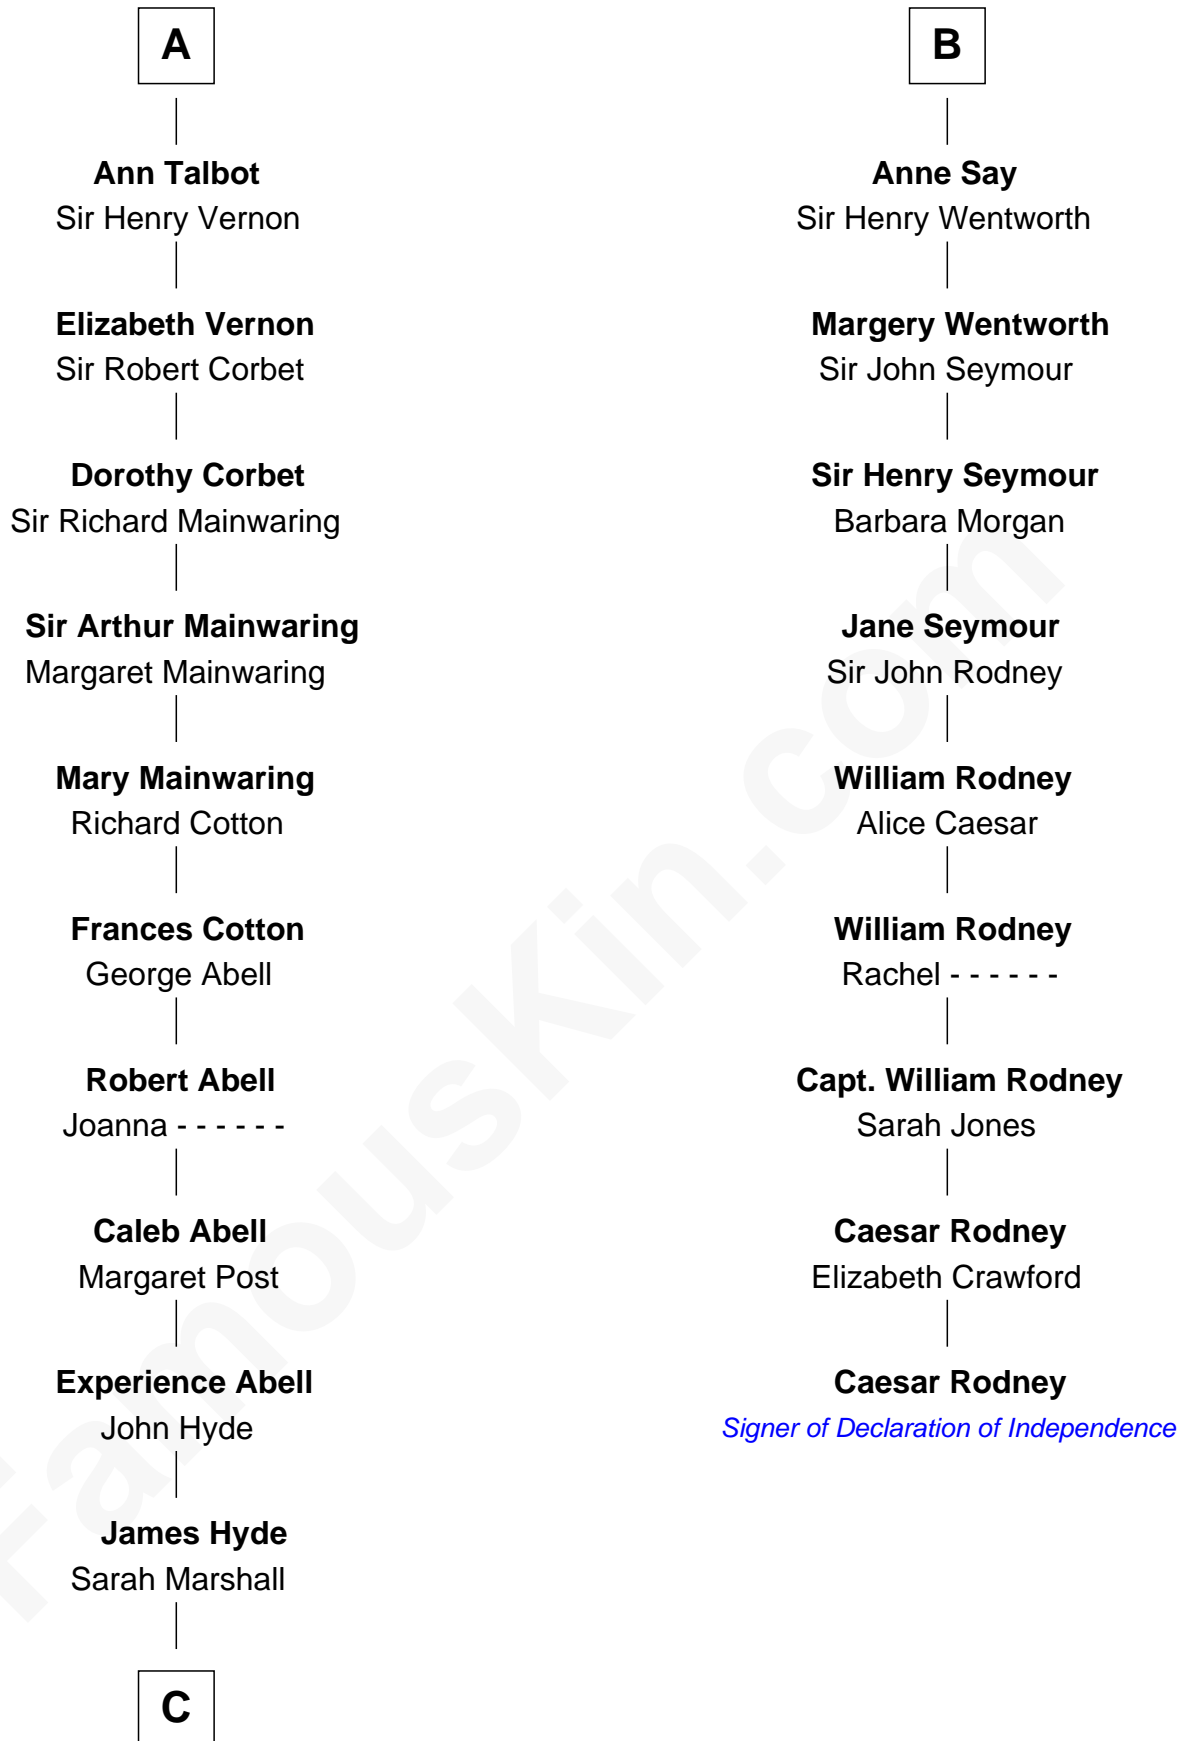 A
Ann Talbot
Sir Henry Vernon
Elizabeth Vernon
Sir Robert Corbet
Dorothy Corbet
Sir Richard Mainwaring
Sir Arthur Mainwaring
Margaret Mainwaring
Mary Mainwaring
Richard Cotton
Frances Cotton
George Abell
Robert Abell
Joanna - - - - - -
Caleb Abell
Margaret Post
Experience Abell
John Hyde
James Hyde
Sarah Marshall
C
B
Anne Say
Sir Henry Wentworth
Margery Wentworth
Sir John Seymour
Sir Henry Seymour
Barbara Morgan
Jane Seymour
Sir John Rodney
William Rodney
Alice Caesar
William Rodney
Rachel - - - - - -
Capt. William Rodney
Sarah Jones
Caesar Rodney
Elizabeth Crawford
Caesar Rodney
Signer of Declaration of Independence
FamousKin.com